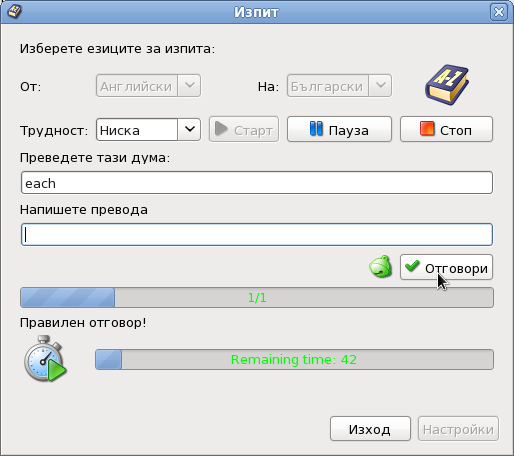 Изпит
Изберете езиците за изпита:
От: Английски На: Български
A-Z
Трудност: Ниска Старт Пауза Стоп
Преведете тази дума:
each
Напишете превода
Отговори
1/1
Правилен отговор!
Remaining time: 42
Изход Настройки